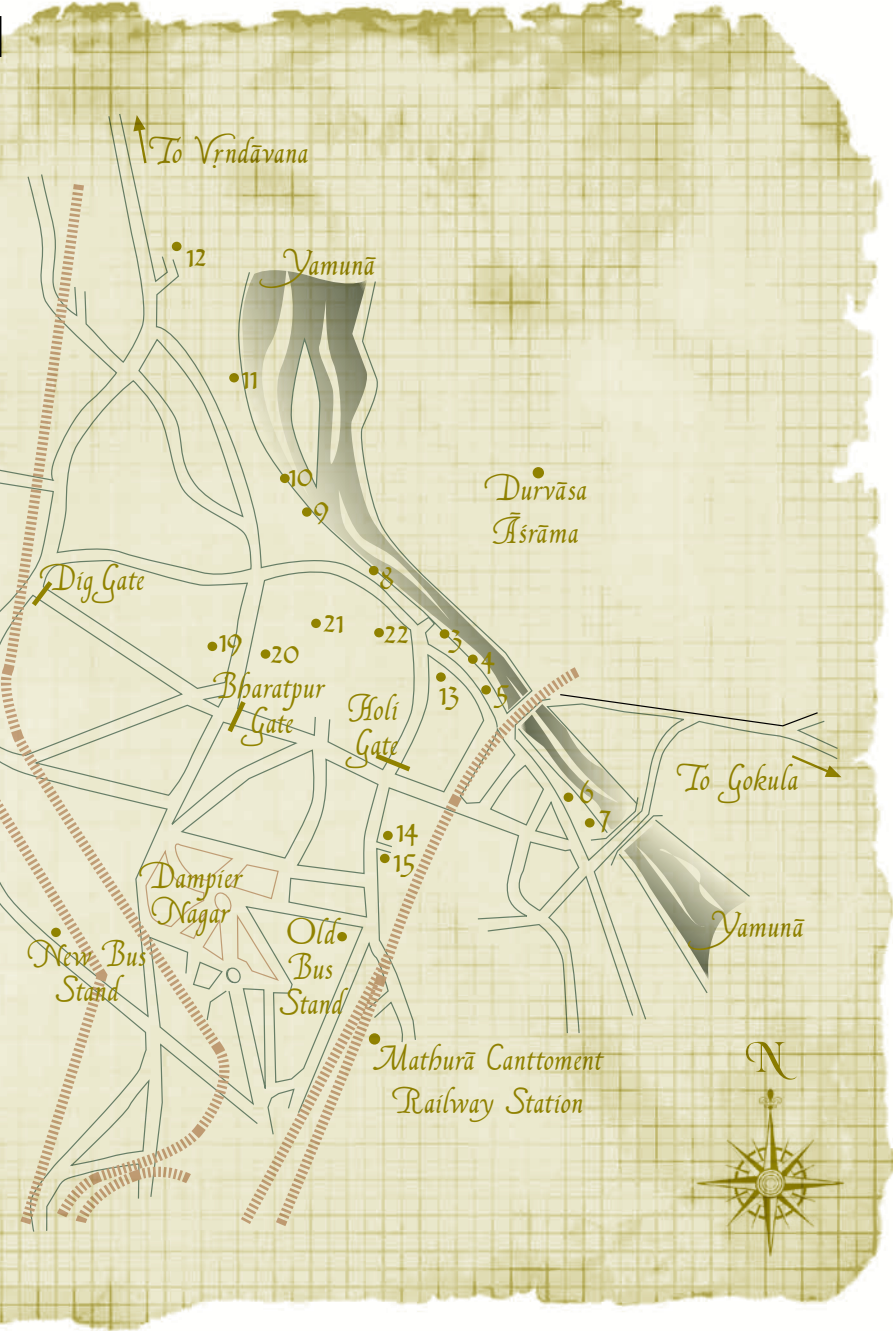 To Vṛndāvana
12
Yamunā
11
10
9
Durvāsa
Āśrāma
8
Dig Gate
21
22
3
19
20
4
13
5
Bharatpur
Gate
Holi
Gate
To Gokula
6
7
14
15
Dampier
Nagar
Yamunā
New Bus
Stand
Old
Bus
Stand
Mathurā Canttoment
Railway Station
N